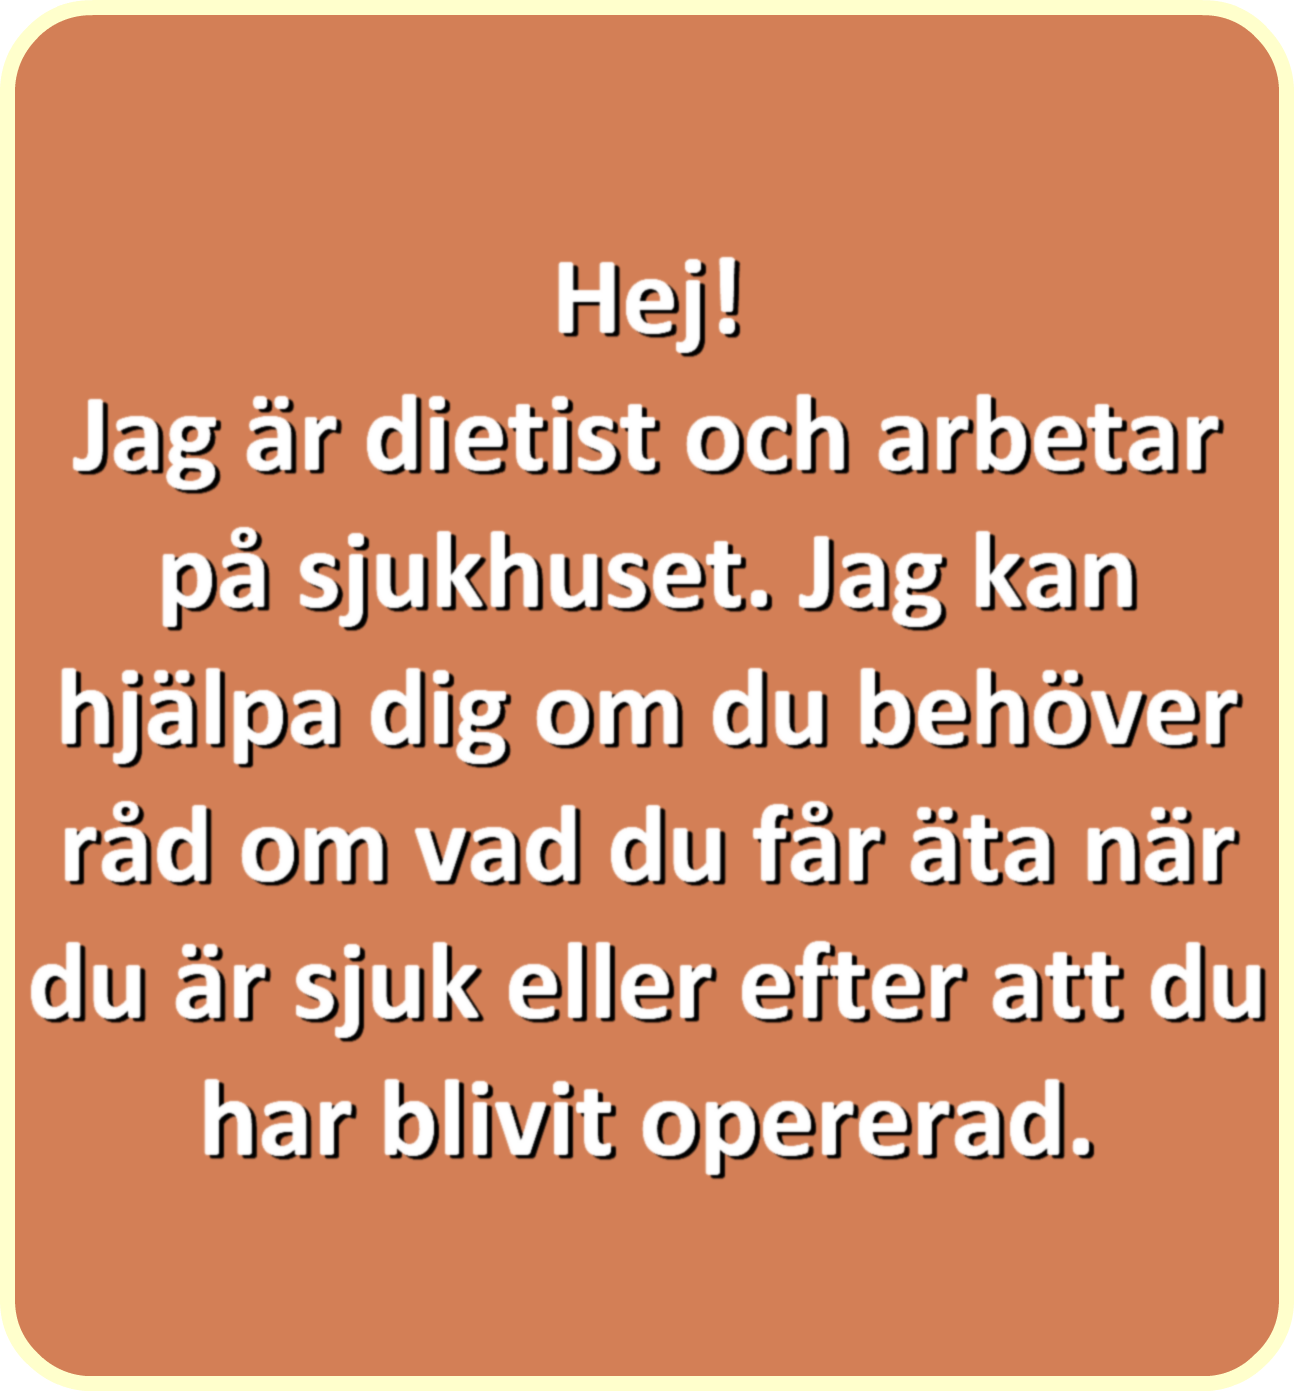 Hej!
Jag är dietist och arbetar
på sjukhuset. Jag kan
hjälpa dig om du behöver
råd om vad du får äta när
du är sjuk eller efter att du
har blivit opererad.